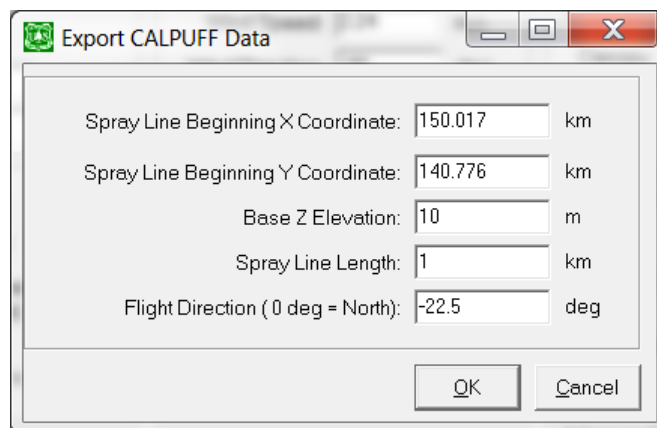 Export CALPUFF Data
Spray Line Beginning X Coordinate: 150.017 km
Spray Line Beginning Y Coordinate: 140.776 km
Base Z Elevation: 10 m
Spray Line Length: 1 km
Flight Direction ( 0 deg = North): -22.5 deg
OK Cancel